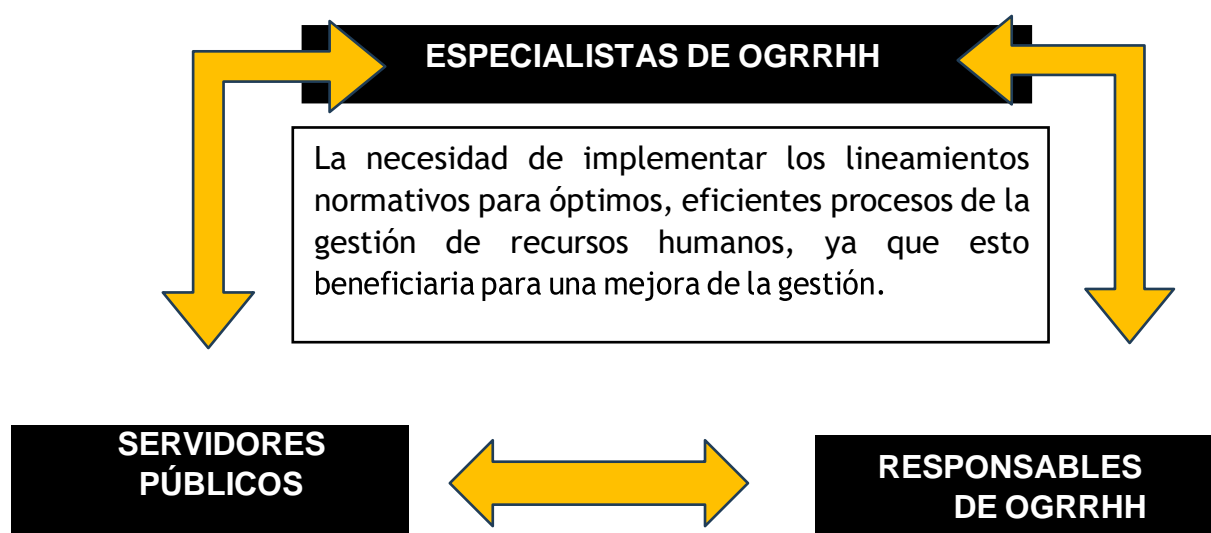 ESPECIALISTAS DE OGRRHH
La necesidad de implementar los lineamientos
normativos para óptimos, eficientes procesos de la
gestión de recursos humanos, ya que esto
beneficiaria para una mejora de la gestión.
SERVIDORES
PÚBLICOS
RESPONSABLES
DE OGRRHH